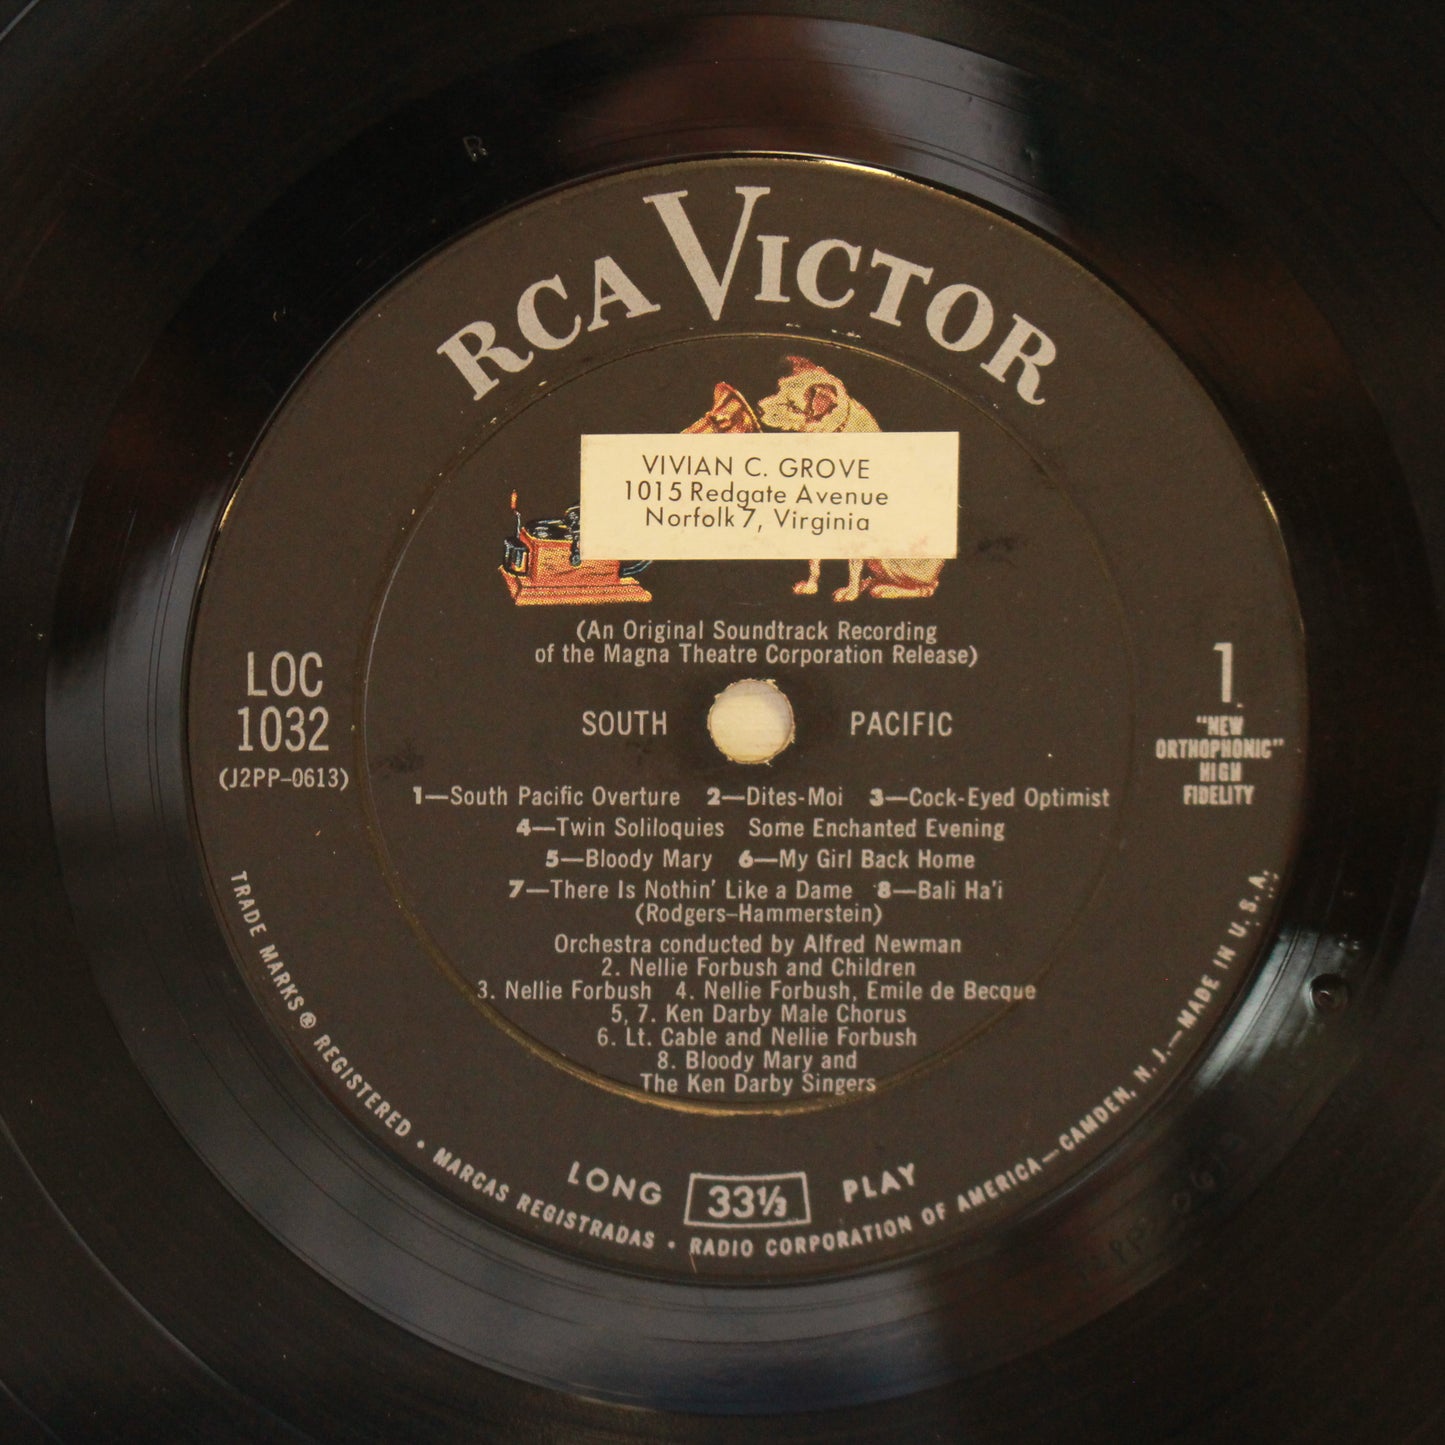 R
RCA VICTOR
VIVIAN C. GROVE
1015 Redgate Avenue
Norfolk 7, Virginia
(An Original Soundtrack Recording
of the Magna Theatre Corporation Release)
LOC
1032
(J2PP-0613)
SOUTH PACIFIC
1
"NEW
ORTHOPHONIC"
HIGH
FIDELITY
1—South Pacific Overture 2—Dites-Moi 3—Cock-Eyed Optimist
4—Twin Soliloquies Some Enchanted Evening
5—Bloody Mary 6—My Girl Back Home
7—There Is Nothin' Like a Dame 8—Bali Ha'i
(Rodgers-Hammerstein)
Orchestra conducted by Alfred Newman
2. Nellie Forbush and Children
3. Nellie Forbush 4. Nellie Forbush, Emile de Becque
5, 7. Ken Darby Male Chorus
6. Lt. Cable and Nellie Forbush
8. Bloody Mary and
The Ken Darby Singers
LONG 33⅓ PLAY
TRADE MARKS ® REGISTERED • MARCAS REGISTRADAS • RADIO CORPORATION OF AMERICA—CAMDEN, N. J.—MADE IN U. S. A.